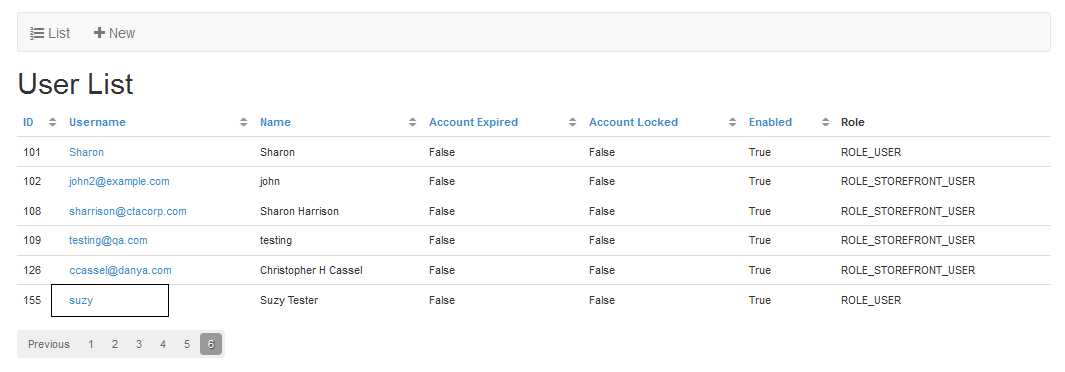 List New
User List
ID Username Name Account Expired Account Locked Enabled Role
101 Sharon Sharon False False True ROLE_USER
102 john2@example.com john False False True ROLE_STOREFRONT_USER
108 sharrison@ctacorp.com Sharon Harrison False False True ROLE_STOREFRONT_USER
109 testing@qa.com testing False False True ROLE_STOREFRONT_USER
126 ccassel@danya.com Christopher H Cassel False False True ROLE_STOREFRONT_USER
155 suzy Suzy Tester False False True ROLE_USER
Previous 1 2 3 4 5 6